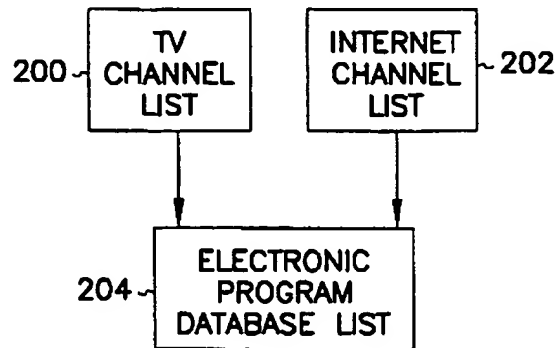 TV
CHANNEL
LIST
200
INTERNET
CHANNEL
LIST
202
ELECTRONIC
PROGRAM
DATABASE LIST
204